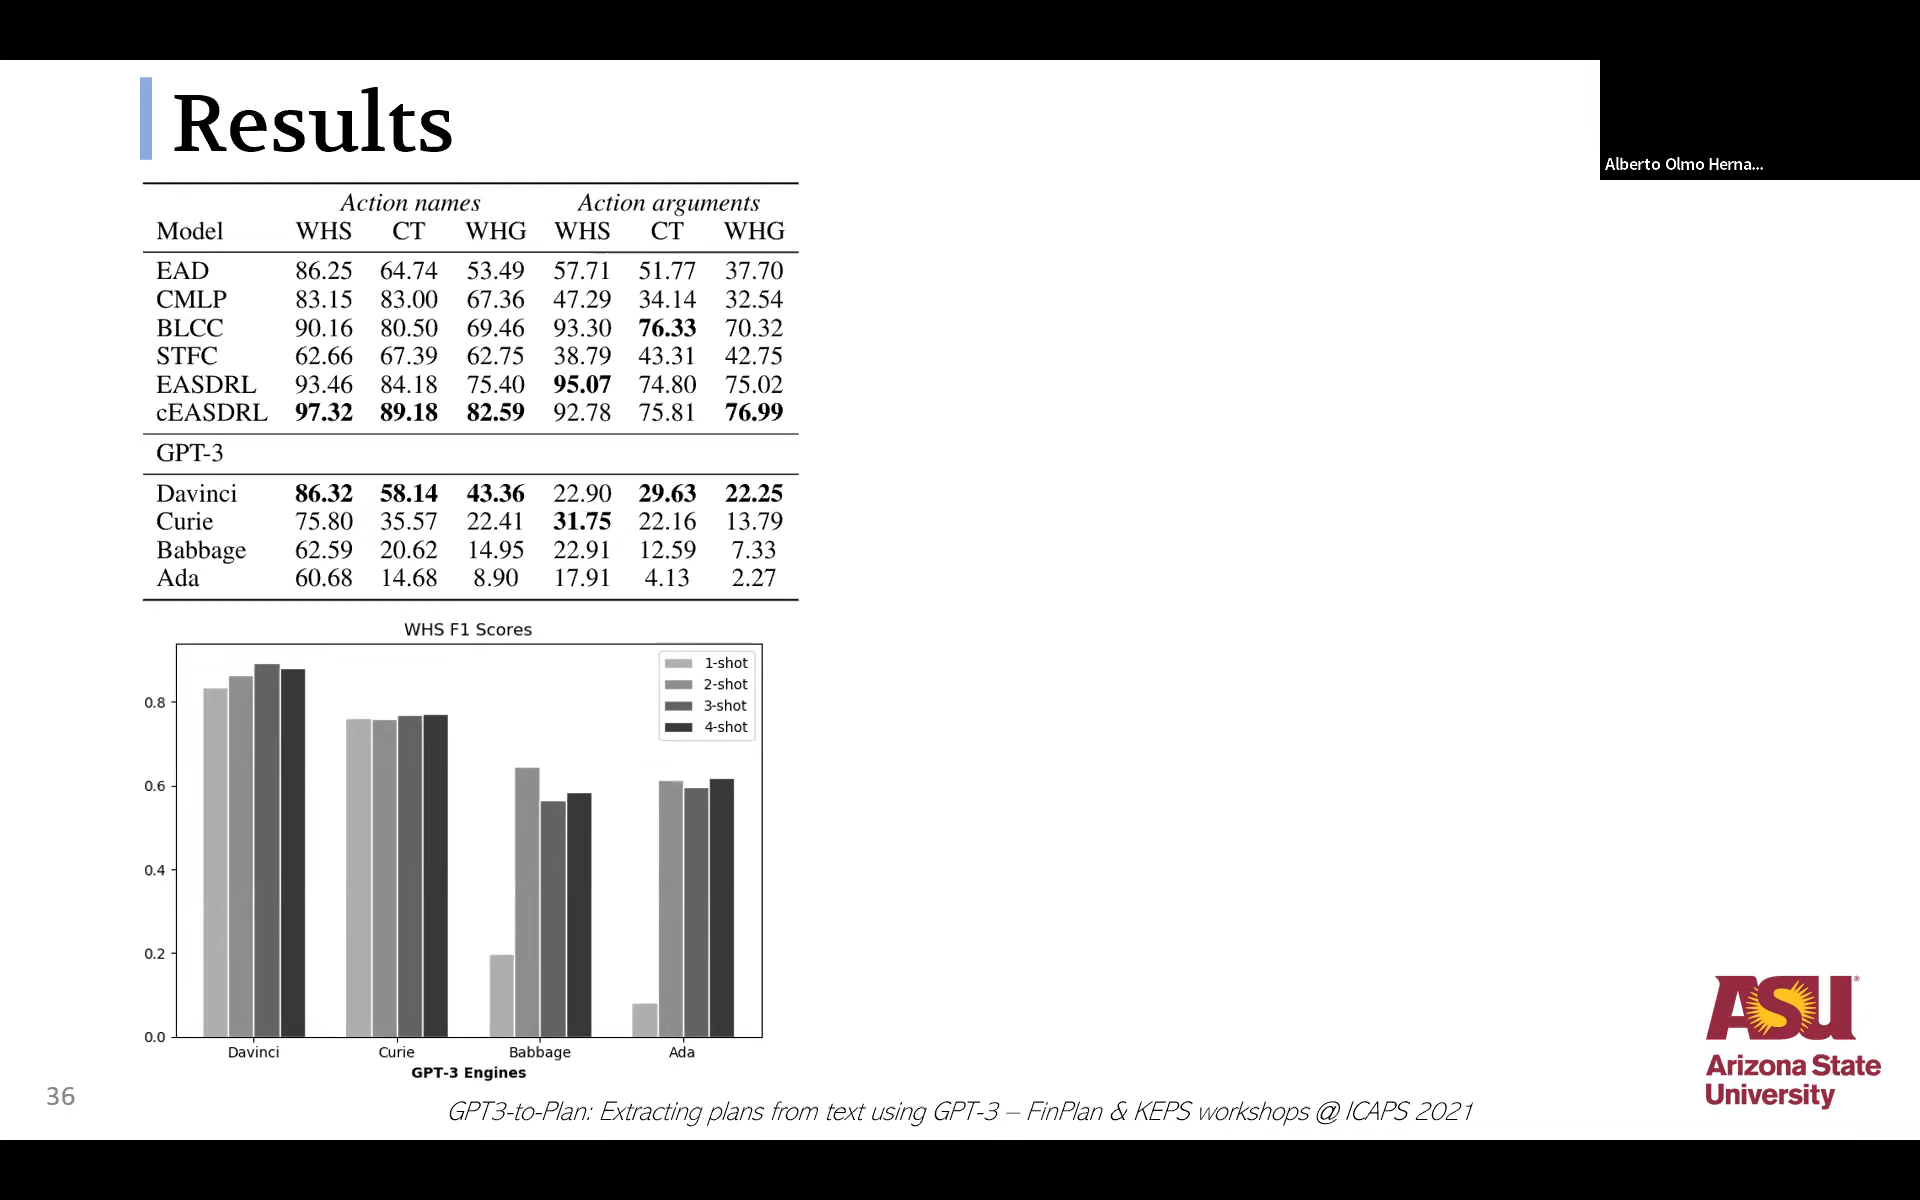 Results
Alberto Olmo Herna...
Action names Action arguments
Model WHS CT WHG WHS CT WHG
EAD 86.25 64.74 53.49 57.71 51.77 37.70
CMLP 83.15 83.00 67.36 47.29 34.14 32.54
BLCC 90.16 80.50 69.46 93.30 76.33 70.32
STFC 62.66 67.39 62.75 38.79 43.31 42.75
EASDRL 93.46 84.18 75.40 95.07 74.80 75.02
cEASDRL 97.32 89.18 82.59 92.78 75.81 76.99
GPT-3
Davinci 86.32 58.14 43.36 22.90 29.63 22.25
Curie 75.80 35.57 22.41 31.75 22.16 13.79
Babbage 62.59 20.62 14.95 22.91 12.59 7.33
Ada 60.68 14.68 8.90 17.91 4.13 2.27
WHS F1 Scores
1-shot
2-shot
3-shot
4-shot
0.8
0.6
0.4
0.2
0.0
Davinci Curie Babbage Ada
GPT-3 Engines
ASU
Arizona State
University
36
GPT3-to-Plan: Extracting plans from text using GPT-3 – FinPlan & KEPS workshops @ ICAPS 2021